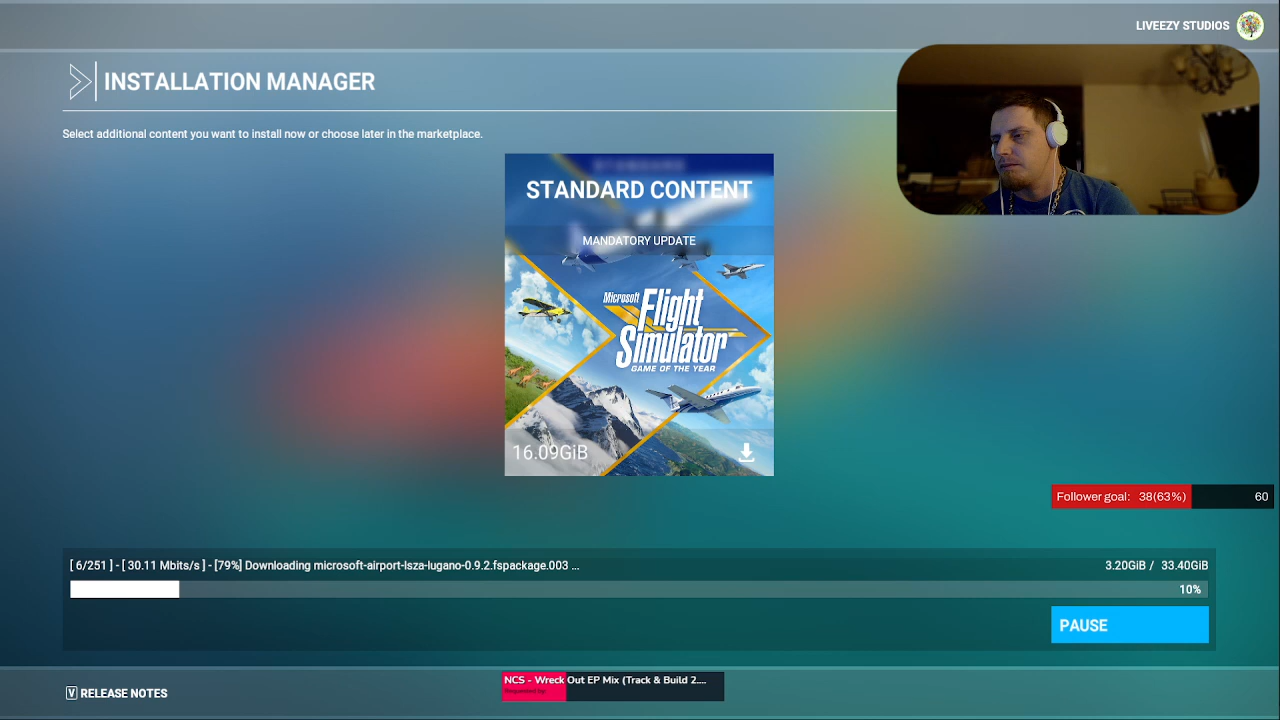 LIVEEZY STUDIOS
INSTALLATION MANAGER
Select additional content you want to install now or choose later in the marketplace.
STANDARD
STANDARD CONTENT
MANDATORY UPDATE
Microsoft
Flight
Simulator
GAME OF THE YEAR
16.09GiB
Follower goal: 38(63%) 60
[ 6/251 ] - [ 30.11 Mbits/s ] - [79%] Downloading microsoft-airport-lsza-lugano-0.9.2.fspackage.003 ...
3.20GiB / 33.40GiB
10%
PAUSE
V RELEASE NOTES
NCS - Wreck Out EP Mix (Track & Build 2....